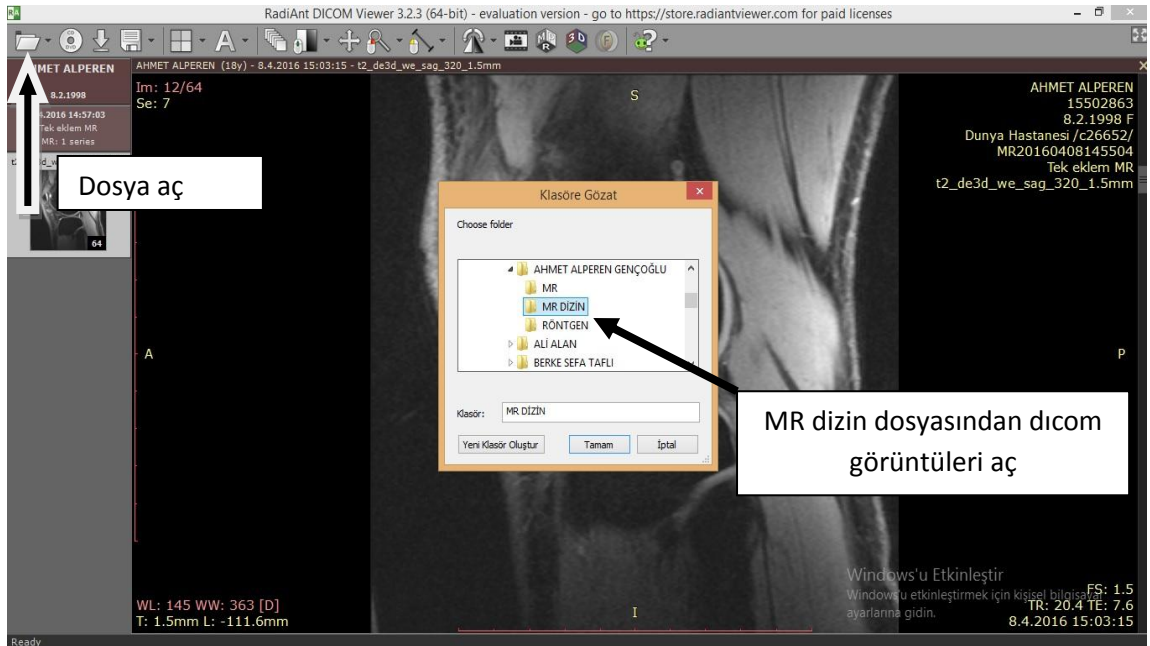 RadiAnt DICOM Viewer 3.2.3 (64-bit) - evaluation version - go to https://store.radiantviewer.com for paid licenses
AHMET ALPEREN (18y) - 8.4.2016 15:03:15 - t2_de3d_we_sag_320_1.5mm
MET ALPEREN
8.2.1998
.2016 14:57:03
Tek eklem MR
MR: 1 series
64
Im: 12/64
Se: 7
S
AHMET ALPEREN
15502863
8.2.1998 F
Dunya Hastanesi /c26652/
MR20160408145504
Tek eklem MR
t2_de3d_we_sag_320_1.5mm
Dosya aç
Klasöre Gözat
Choose folder
AHMET ALPEREN GENÇOĞLU
MR
MR DİZİN
RÖNTGEN
ALİ ALAN
BERKE SEFA TAFLI
Klasör: MR DİZİN
Yeni Klasör Oluştur Tamam İptal
A
P
MR dizin dosyasından dıcom
görüntüleri aç
Windows'u Etkinleştir
Windows'u etkinleştirmek için kişisel bilgisayar
ayarlarına gidin.
WL: 145 WW: 363 [D]
T: 1.5mm L: -111.6mm
I
FS: 1.5
TR: 20.4 TE: 7.6
8.4.2016 15:03:15
Ready